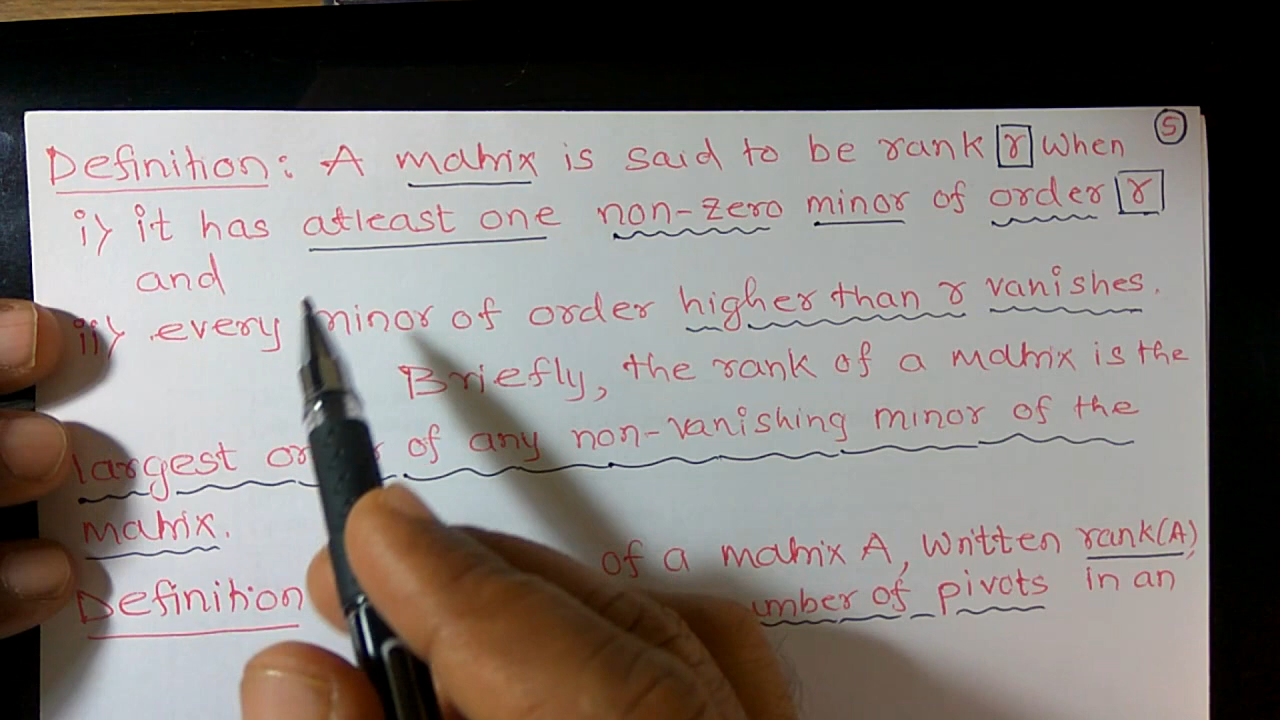 5
Definition: A matrix is said to be rank r when
i) it has atleast one non-zero minor of order r
and
ii) every minor of order higher than r vanishes.
Briefly, the rank of a matrix is the
largest of any non-vanishing minor of the
matrix.
Definition of a matrix A, written rank(A),
of pivots in an